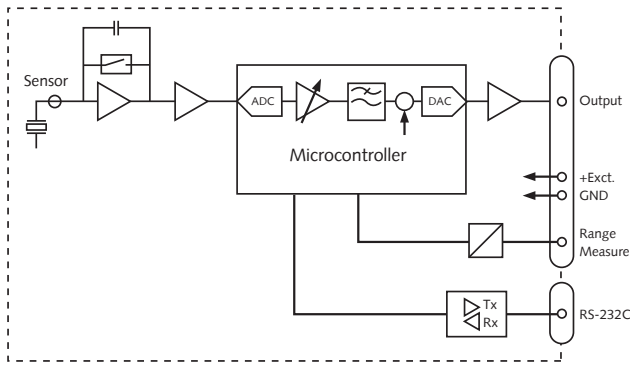 Sensor
ADC
DAC
Microcontroller
Output
+Exct.
GND
Range
Measure
Tx
Rx
RS-232C